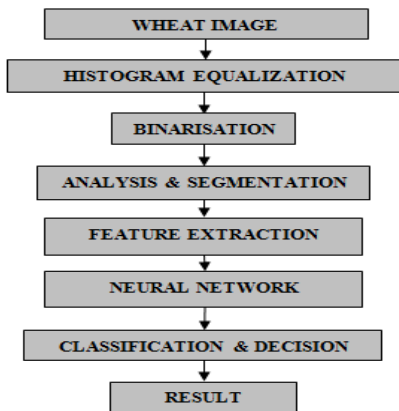 WHEAT IMAGE
HISTOGRAM EQUALIZATION
BINARISATION
ANALYSIS & SEGMENTATION
FEATURE EXTRACTION
NEURAL NETWORK
CLASSIFICATION & DECISION
RESULT